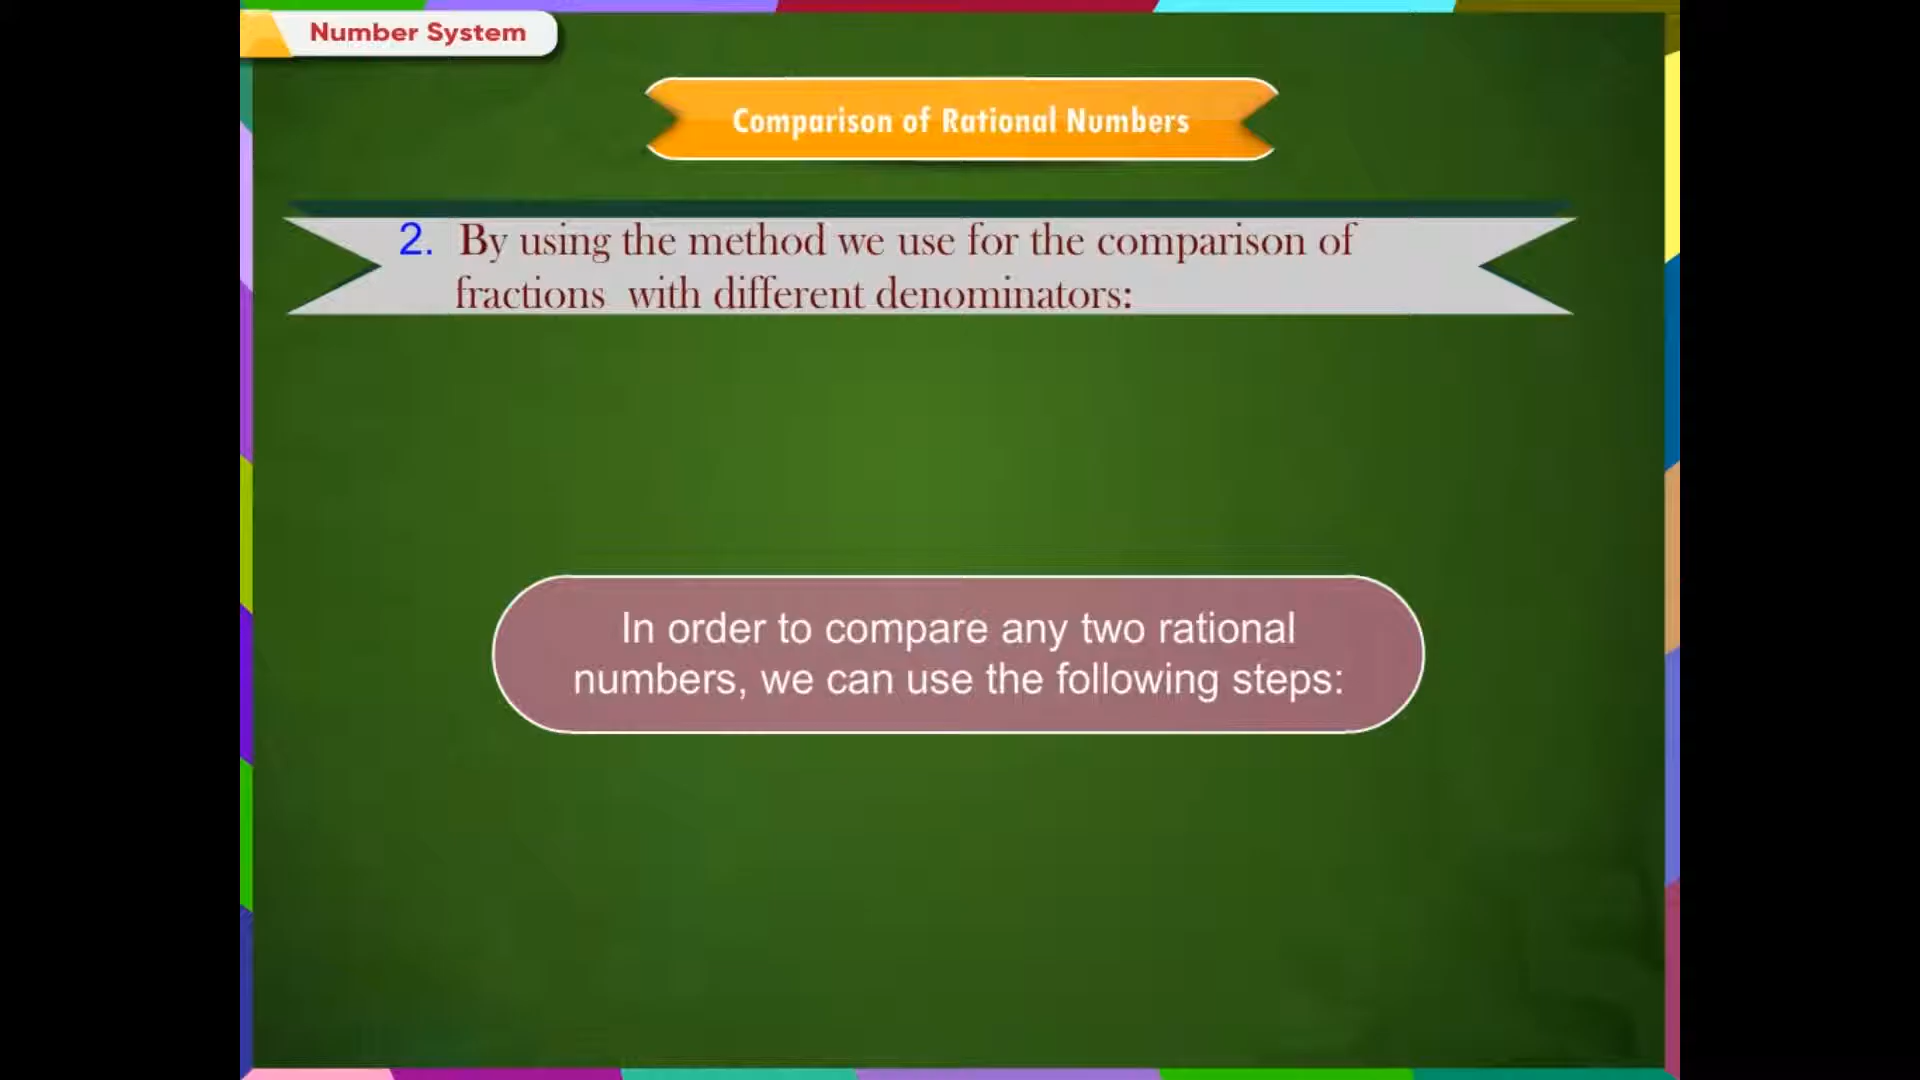 Number System
Comparison of Rational Numbers
2. By using the method we use for the comparison of
fractions with different denominators:
In order to compare any two rational
numbers, we can use the following steps: